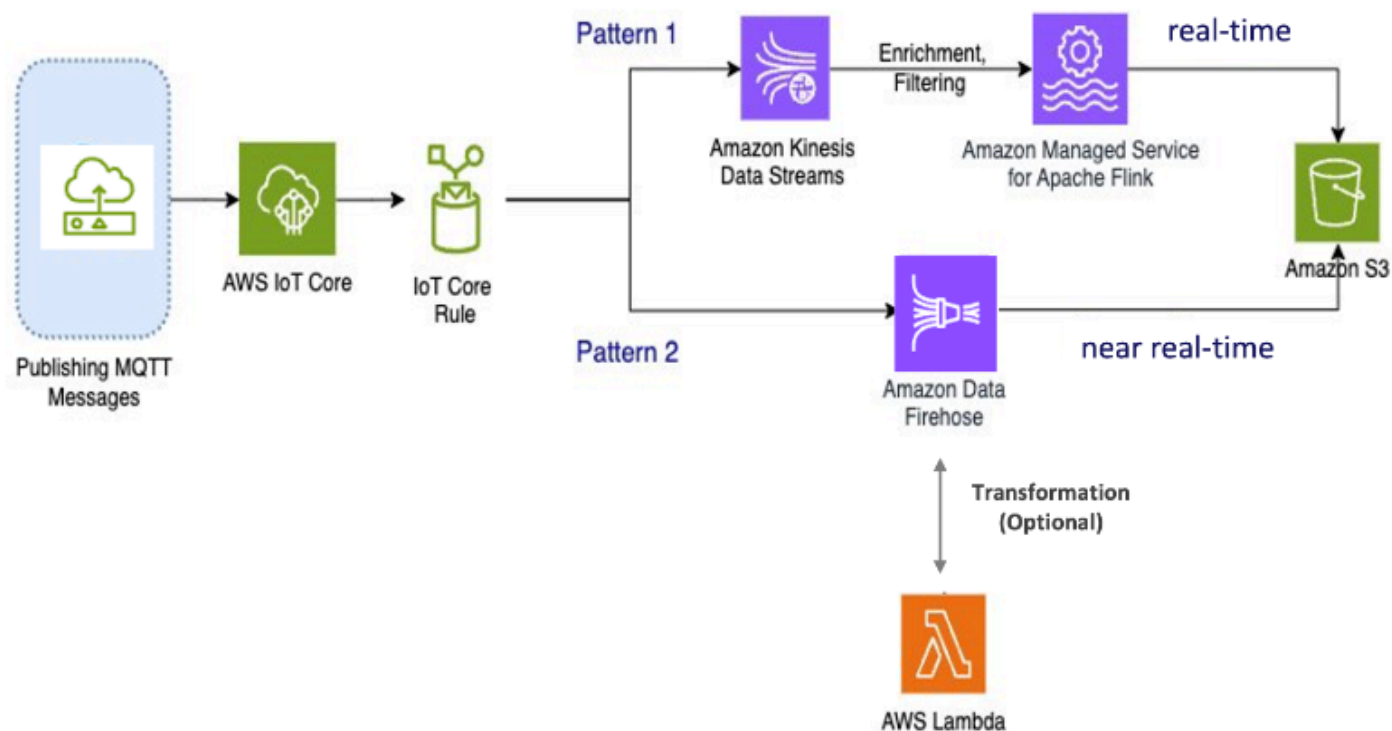 Pattern 1
real-time
Enrichment,
Filtering
Amazon Kinesis
Data Streams
Amazon Managed Service
for Apache Flink
AWS IoT Core
IoT Core
Rule
Amazon S3
Publishing MQTT
Messages
Pattern 2
near real-time
Amazon Data
Firehose
Transformation
(Optional)
AWS Lambda